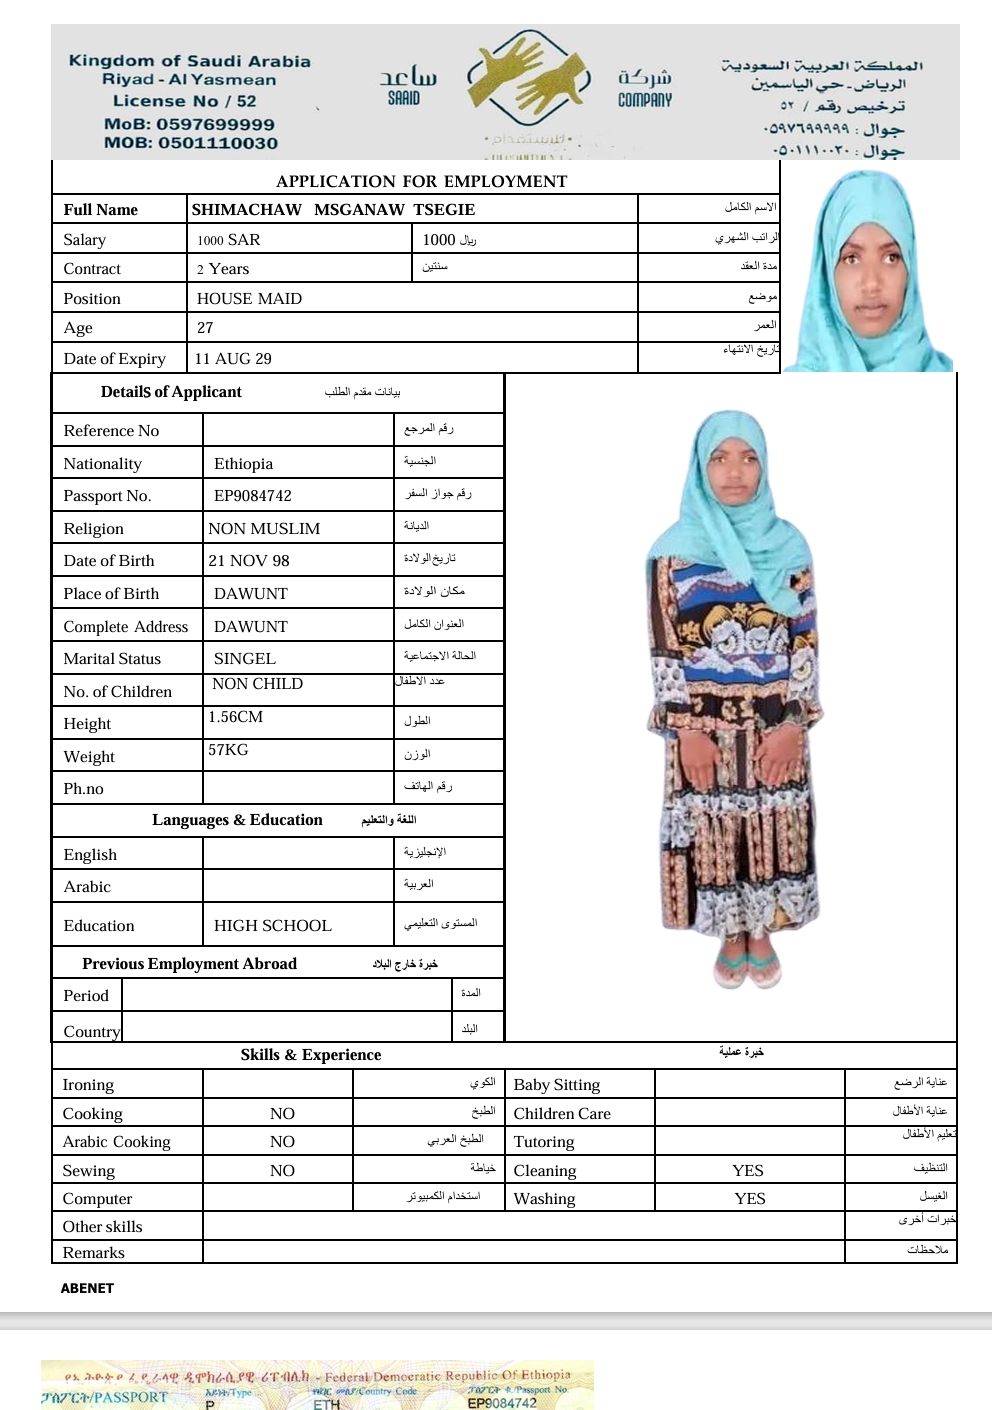 Kingdom of Saudi Arabia
Riyad - Al Yasmean
License No / 52
MoB: 0597699999
MOB: 0501110030
ساعد
SAAID
شركة
COMPANY
للاستقدام
المملكة العربية السعودية
الرياض - حي الياسمين
ترخيص رقم / ٥٢
جوال : ٠٥٩٧٦٩٩٩٩٩
جوال : ٠٥٠١١١٠٠٣٠
APPLICATION FOR EMPLOYMENT
Full Name SHIMACHAW MSGANAW TSEGIE الاسم الكامل
Salary 1000 SAR 1000 ريال الراتب الشهري
Contract 2 Years سنتين مدة العقد
Position HOUSE MAID موضع
Age 27 العمر
Date of Expiry 11 AUG 29 تاريخ الانتهاء
Details of Applicant بيانات مقدم الطلب
Reference No رقم المرجع
Nationality Ethiopia الجنسية
Passport No. EP9084742 رقم جواز السفر
Religion NON MUSLIM الديانة
Date of Birth 21 NOV 98 تاريخ الولادة
Place of Birth DAWUNT مكان الولادة
Complete Address DAWUNT العنوان الكامل
Marital Status SINGEL الحالة الاجتماعية
No. of Children NON CHILD عدد الاطفال
Height 1.56CM الطول
Weight 57KG الوزن
Ph.no رقم الهاتف
Languages & Education اللغة والتعليم
English الإنجليزية
Arabic العربية
Education HIGH SCHOOL المستوى التعليمي
Previous Employment Abroad خبرة خارج البلاد
Period المدة
Country البلد
Skills & Experience خبرة عملية
Ironing الكوي Baby Sitting عناية الرضع
Cooking NO الطبخ Children Care عناية الأطفال
Arabic Cooking NO الطبخ العربي Tutoring تعليم الأطفال
Sewing NO خياطة Cleaning YES التنظيف
Computer استخدام الكمبيوتر Washing YES الغسيل
Other skills خبرات أخرى
Remarks ملاحظات
ABENET
ዲሞክራሲያዊ ሪፐብሊክ - Federal Democratic Republic Of Ethiopia
ፓስፖርት/PASSPORT /Type /Country Code ፓስፖርት ቁ/Passport No.
P ETH EP9084742